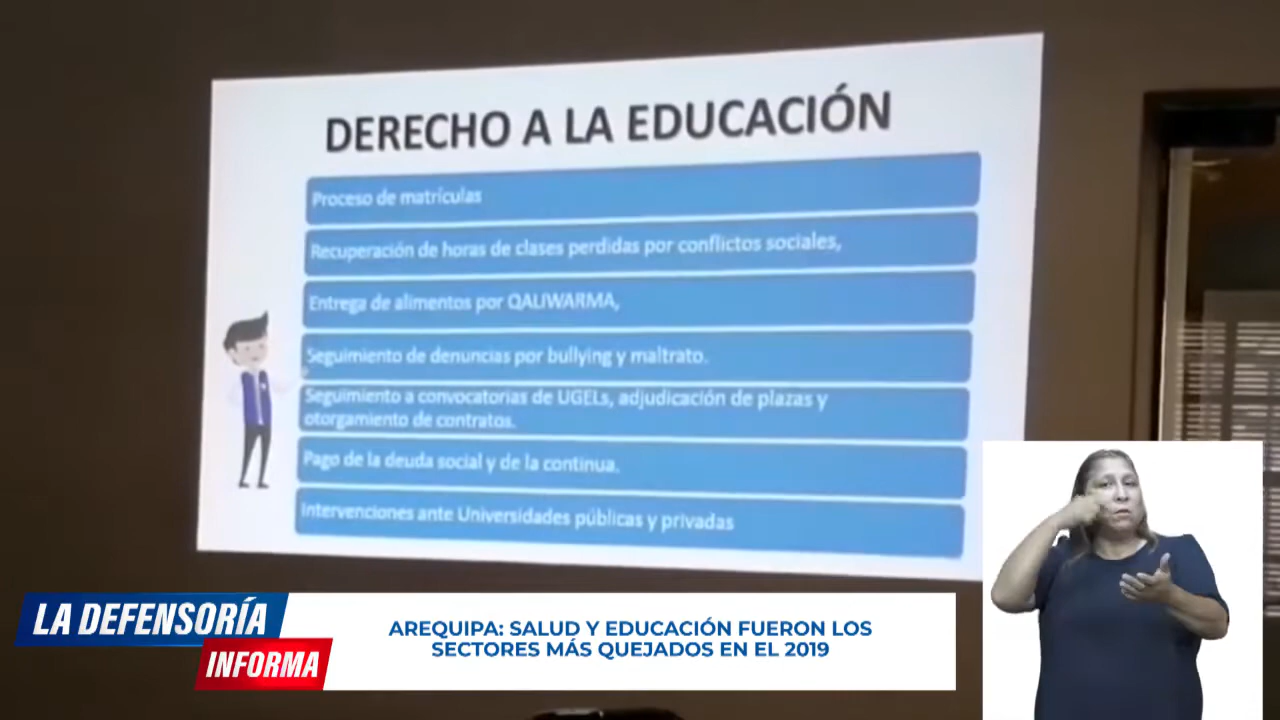 DERECHO A LA EDUCACIÓN
Proceso de matrículas
Recuperación de horas de clases perdidas por conflictos sociales,
Entrega de alimentos por QALIWARMA,
Seguimiento de denuncias por bullying y maltrato.
Seguimiento a convocatorias de UGELs, adjudicación de plazas y
otorgamiento de contratos.
Pago de la deuda social y de la continua.
Intervenciones ante Universidades públicas y privadas
LA DEFENSORÍA
INFORMA
AREQUIPA: SALUD Y EDUCACIÓN FUERON LOS
SECTORES MÁS QUEJADOS EN EL 2019